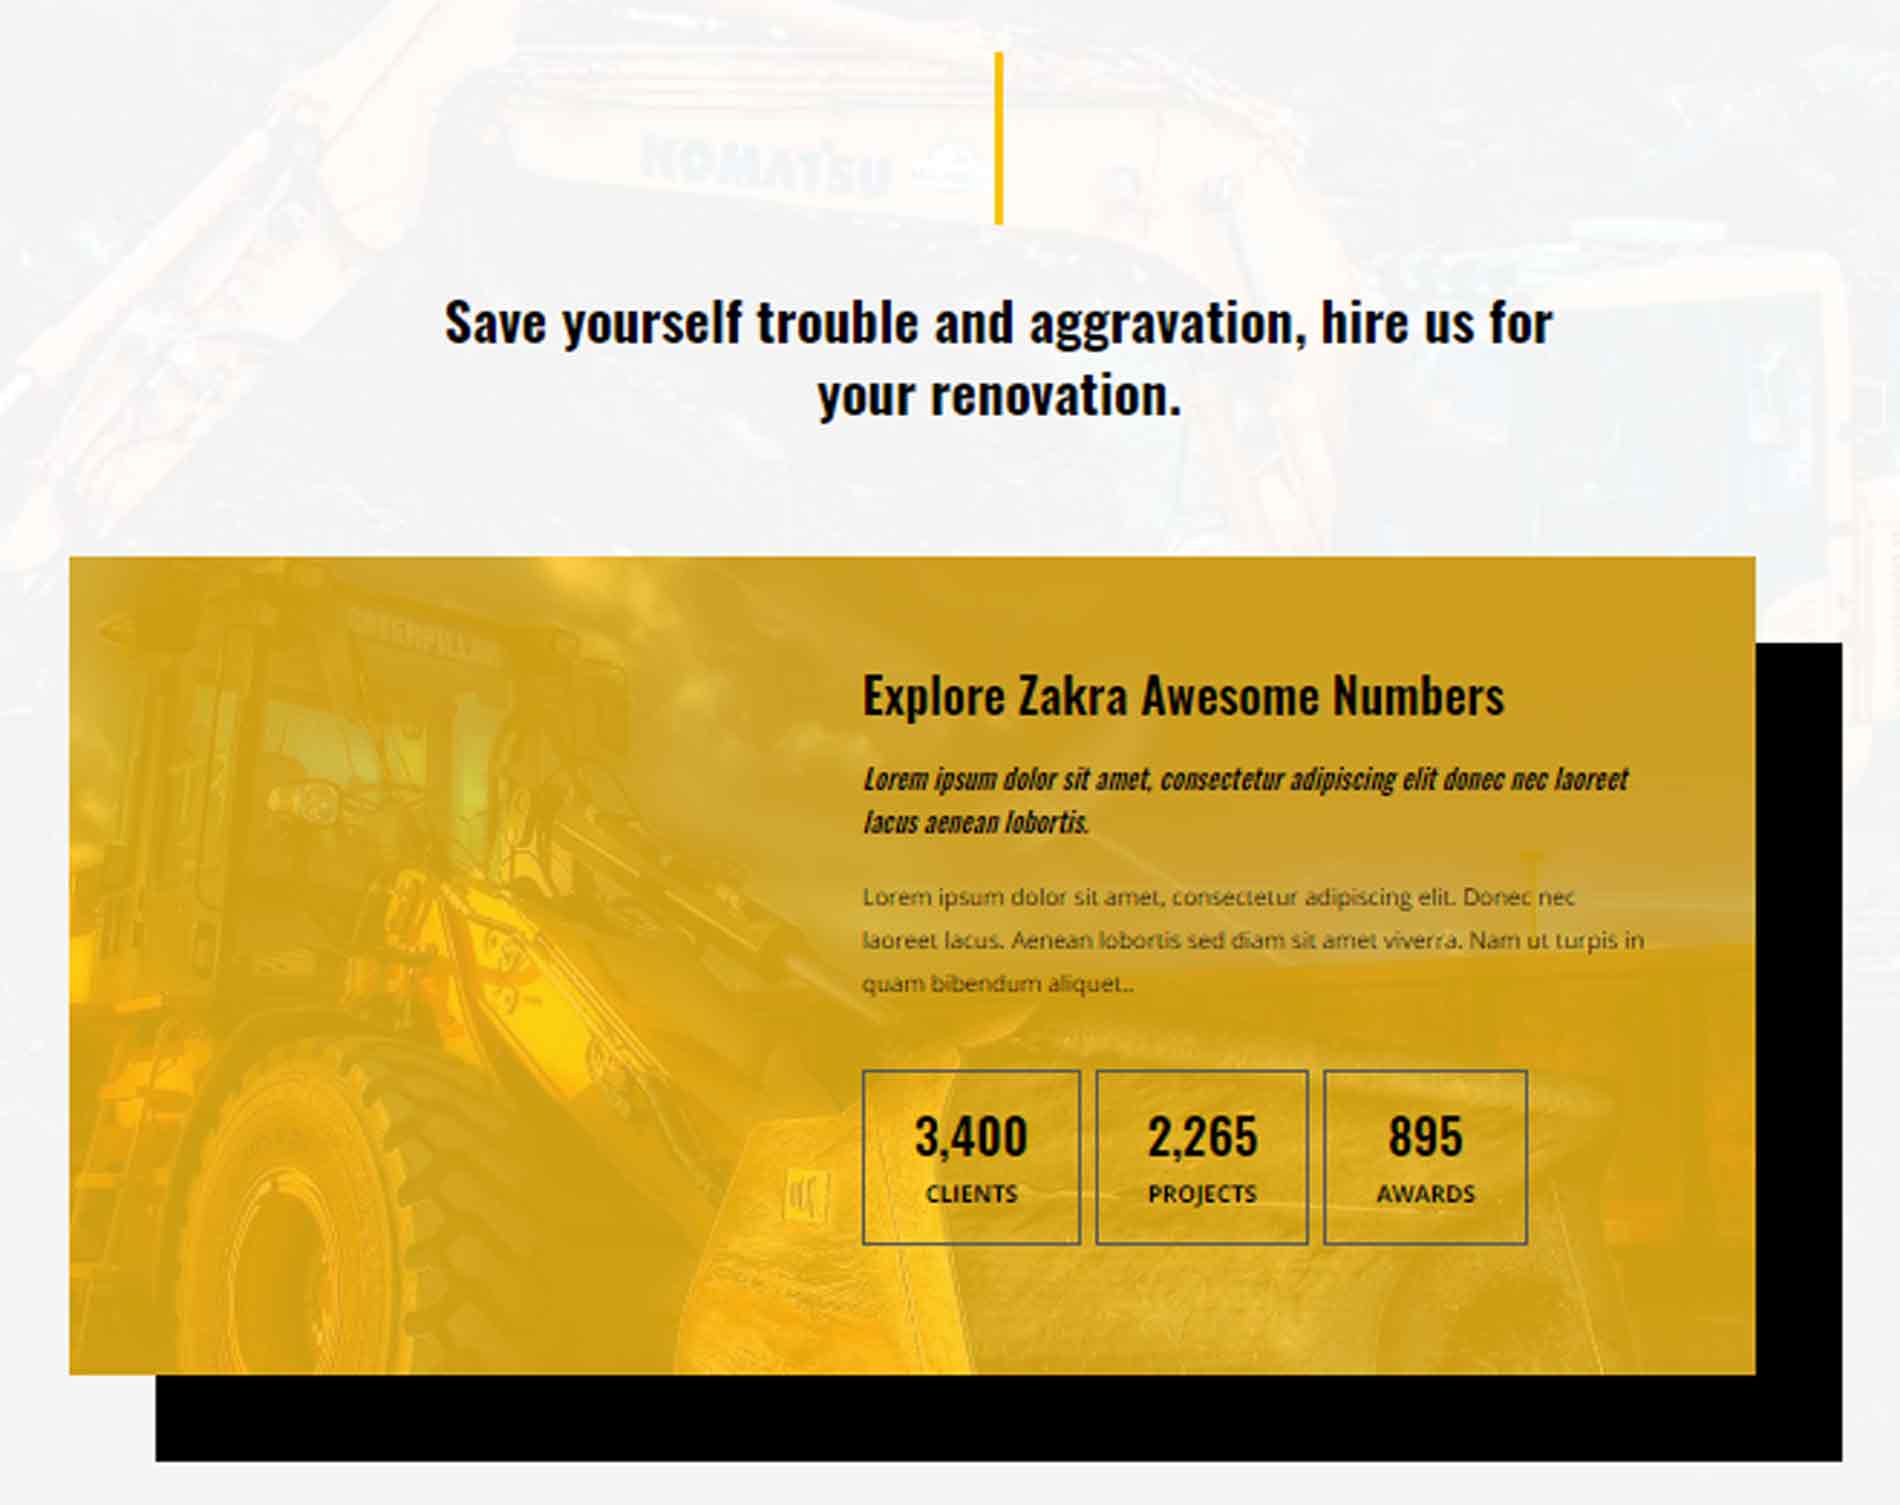 KOMATSU
Save yourself trouble and aggravation, hire us for
your renovation.
Explore Zakra Awesome Numbers
Lorem ipsum dolor sit amet, consectetur adipiscing elit donec nec laoreet
lacus aenean lobortis.
Lorem ipsum dolor sit amet, consectetur adipiscing elit. Donec nec
laoreet lacus. Aenean lobortis sed diam sit amet viverra. Nam ut turpis in
quam bibendum aliquet..
3,400
CLIENTS
2,265
PROJECTS
895
AWARDS